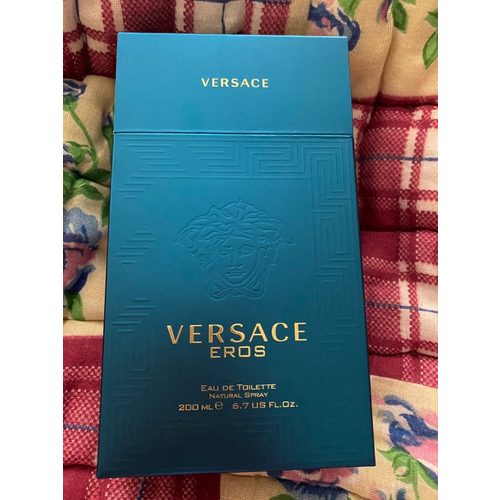 VERSACE
VERSACE
EROS
EAU DE TOILETTE
NATURAL SPRAY
200 ML ℮ 6.7 US FL.OZ.